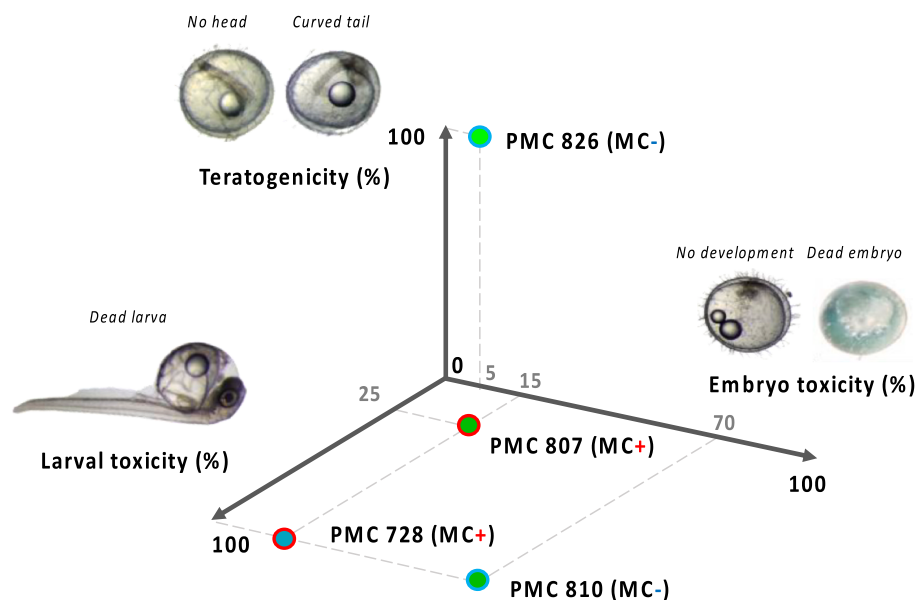 No head
Curved tail
100
PMC 826 (MC-)
Teratogenicity (%)
No development
Dead embryo
Dead larva
0
5
15
25
Embryo toxicity (%)
70
PMC 807 (MC+)
Larval toxicity (%)
100
PMC 728 (MC+)
100
PMC 810 (MC-)